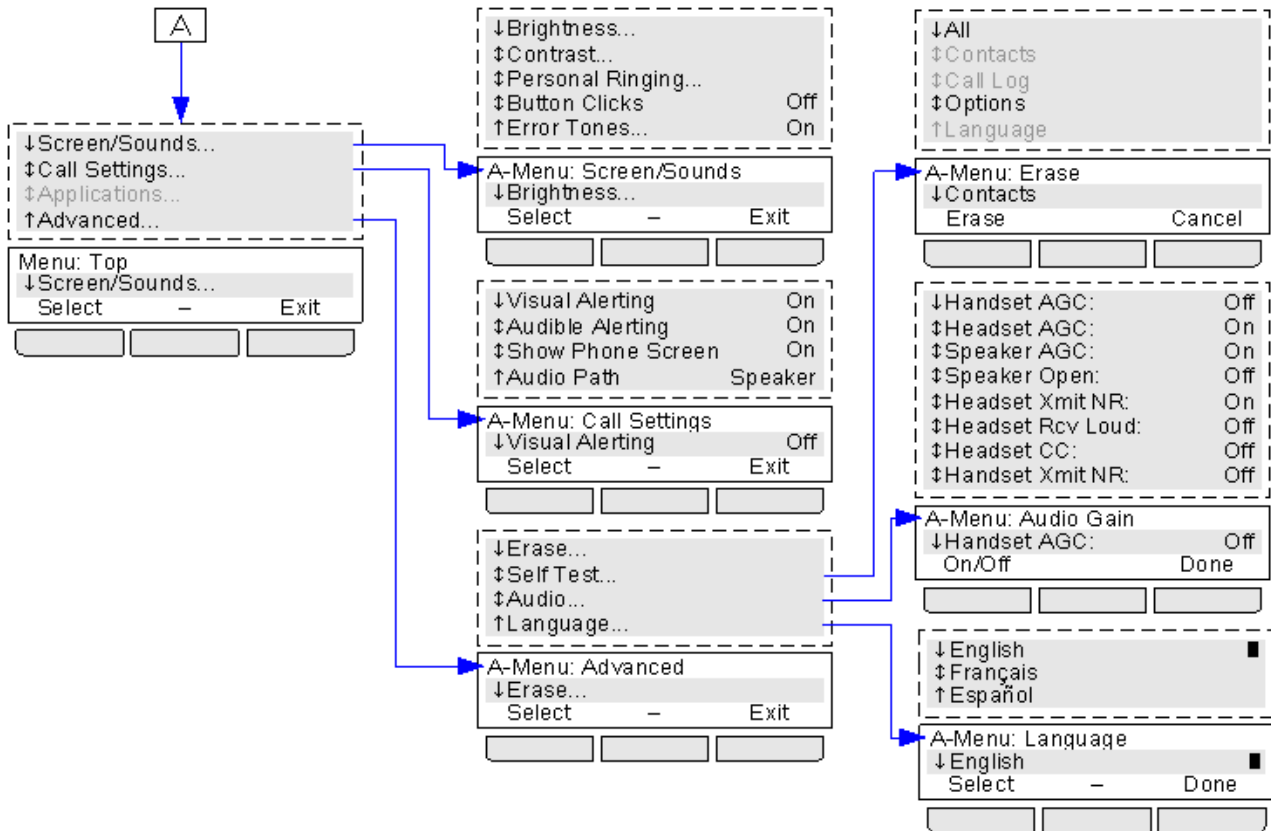 A
↓Screen/Sounds...
↕Call Settings...
↕Applications...
↑Advanced...
Menu: Top
↓Screen/Sounds...
Select – Exit
↓Brightness...
↕Contrast...
↕Personal Ringing...
↕Button Clicks Off
↑Error Tones... On
A-Menu: Screen/Sounds
↓Brightness...
Select – Exit
↓Visual Alerting On
↕Audible Alerting On
↕Show Phone Screen On
↑Audio Path Speaker
A-Menu: Call Settings
↓Visual Alerting Off
Select – Exit
↓Erase...
↕Self Test...
↕Audio...
↑Language...
A-Menu: Advanced
↓Erase...
Select – Exit
↓All
↕Contacts
↕Call Log
↕Options
↑Language
A-Menu: Erase
↓Contacts
Erase Cancel
↓Handset AGC: Off
↕Headset AGC: On
↕Speaker AGC: On
↕Speaker Open: Off
↕Headset Xmit NR: On
↕Headset Rcv Loud: Off
↕Headset CC: Off
↕Handset Xmit NR: Off
A-Menu: Audio Gain
↓Handset AGC: Off
On/Off Done
↓English
↕Français
↑Español
A-Menu: Language
↓English
Select – Done